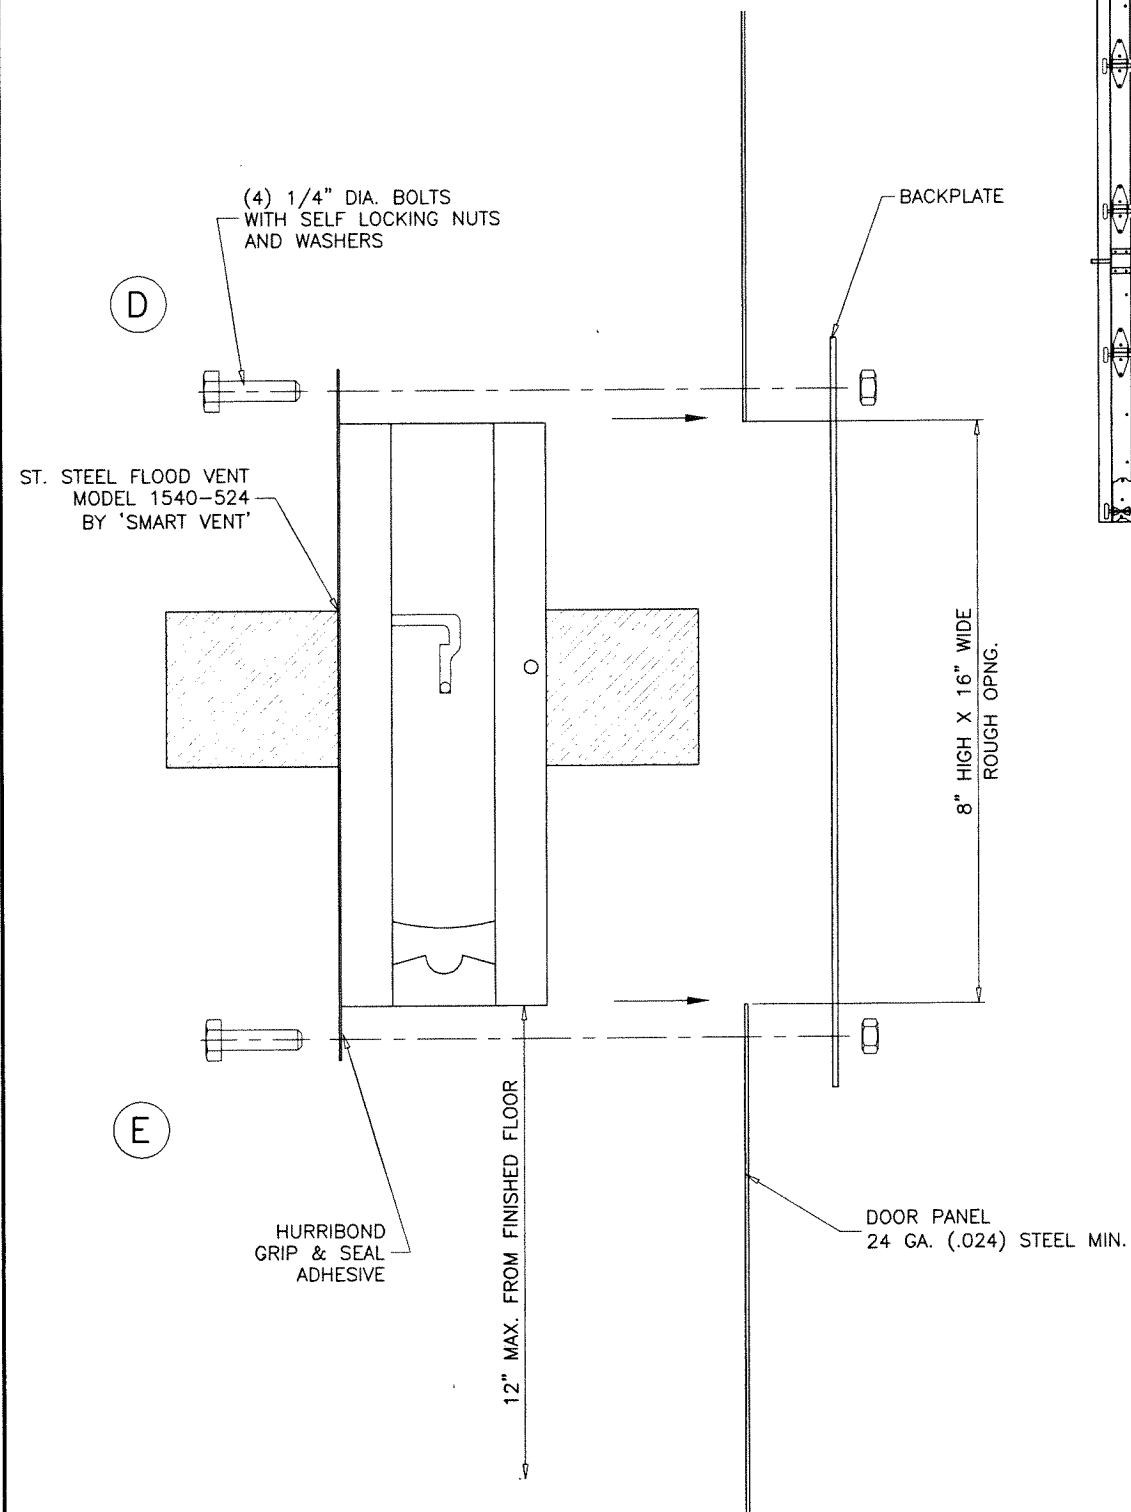 (4) 1/4" DIA. BOLTS
WITH SELF LOCKING NUTS
AND WASHERS
BACKPLATE
D
ST. STEEL FLOOD VENT
MODEL 1540-524
BY 'SMART VENT'
8" HIGH X 16" WIDE
ROUGH OPNG.
E
12" MAX. FROM FINISHED FLOOR
HURRIBOND
GRIP & SEAL
ADHESIVE
DOOR PANEL
24 GA. (.024) STEEL MIN.